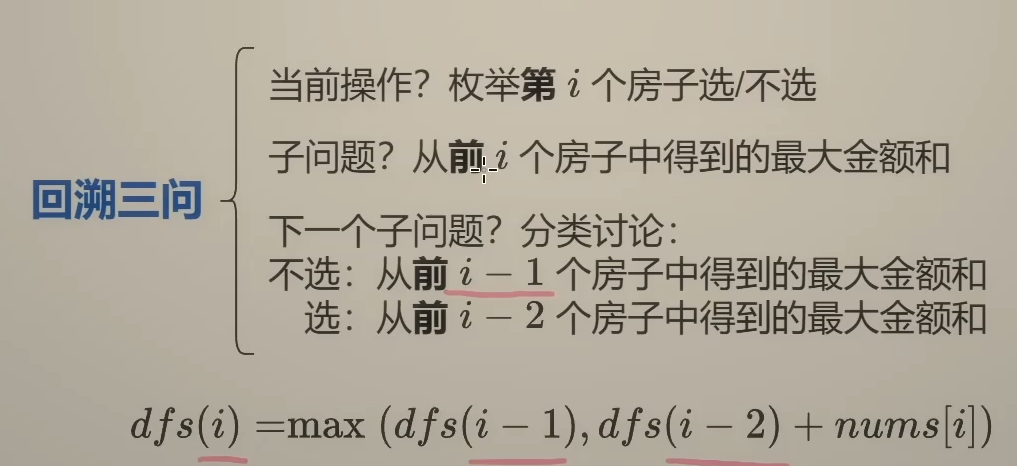 当前操作？枚举第 i 个房子选/不选
子问题？从前 i 个房子中得到的最大金额和
回溯三问
下一个子问题？分类讨论：
不选：从前 i − 1 个房子中得到的最大金额和
选：从前 i − 2 个房子中得到的最大金额和
dfs(i) =max (dfs(i − 1), dfs(i − 2) + nums[i])